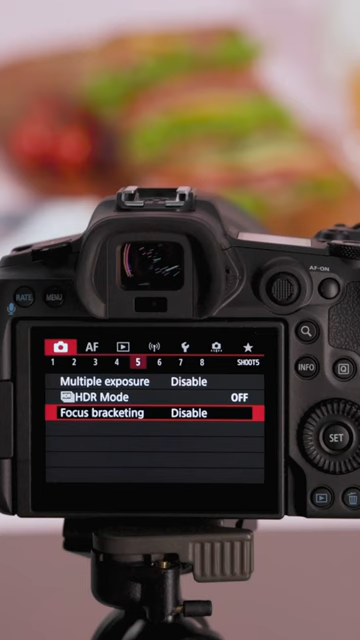 AF-ON
RATE
MENU
INFO
Q
AF
1 2 3 4 5 6 7 8 SHOOT5
Multiple exposure Disable
HDR Mode OFF
Focus bracketing Disable
SET